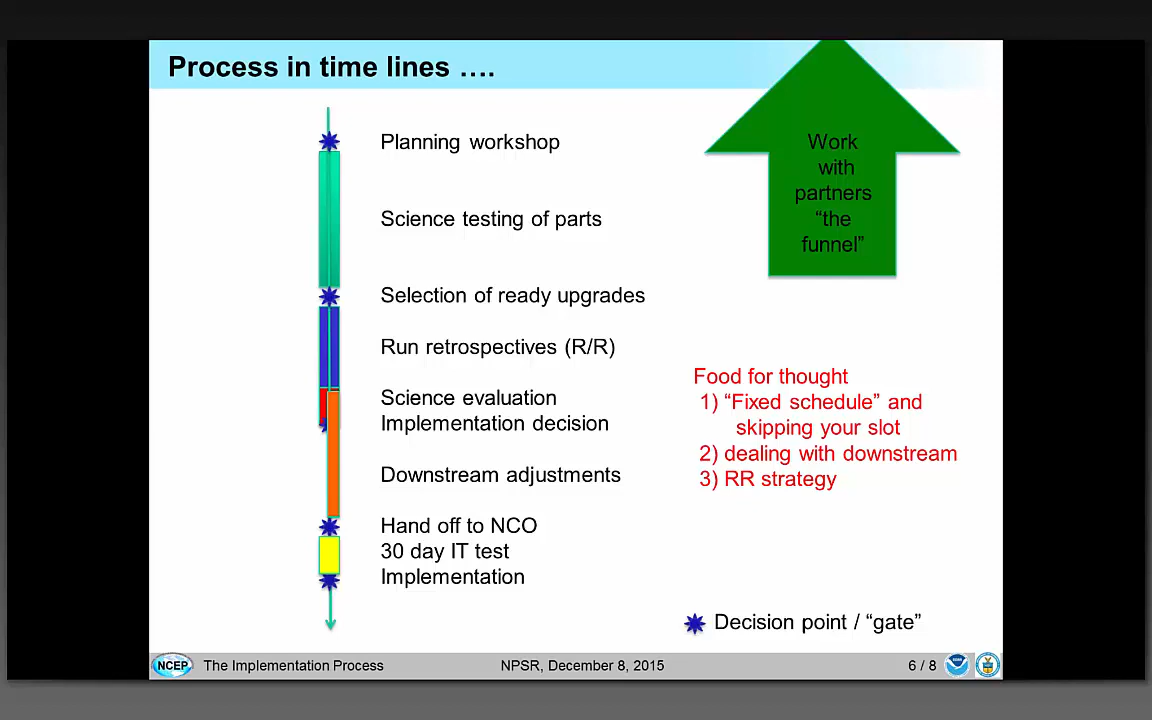 Process in time lines ….
Planning workshop
Science testing of parts
Selection of ready upgrades
Run retrospectives (R/R)
Science evaluation
Implementation decision
Downstream adjustments
Hand off to NCO
30 day IT test
Implementation
Work
with
partners
“the
funnel”
Food for thought
1) “Fixed schedule” and
skipping your slot
2) dealing with downstream
3) RR strategy
Decision point / “gate”
NCEP
The Implementation Process
NPSR, December 8, 2015
6 / 8